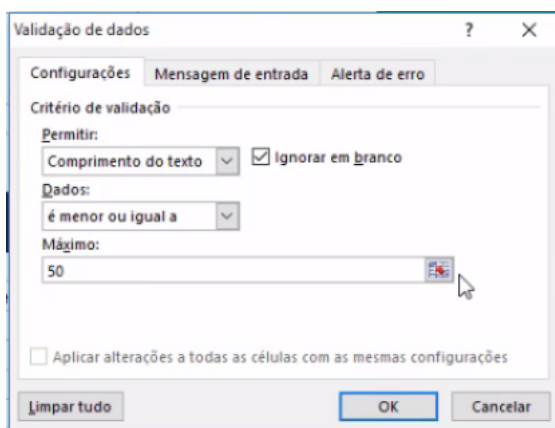 Validação de dados ?
Configurações Mensagem de entrada Alerta de erro
Critério de validação
Permitir:
Comprimento do texto Ignorar em branco
Dados:
é menor ou igual a
Máximo:
50
Aplicar alterações a todas as células com as mesmas configurações
Limpar tudo OK Cancelar